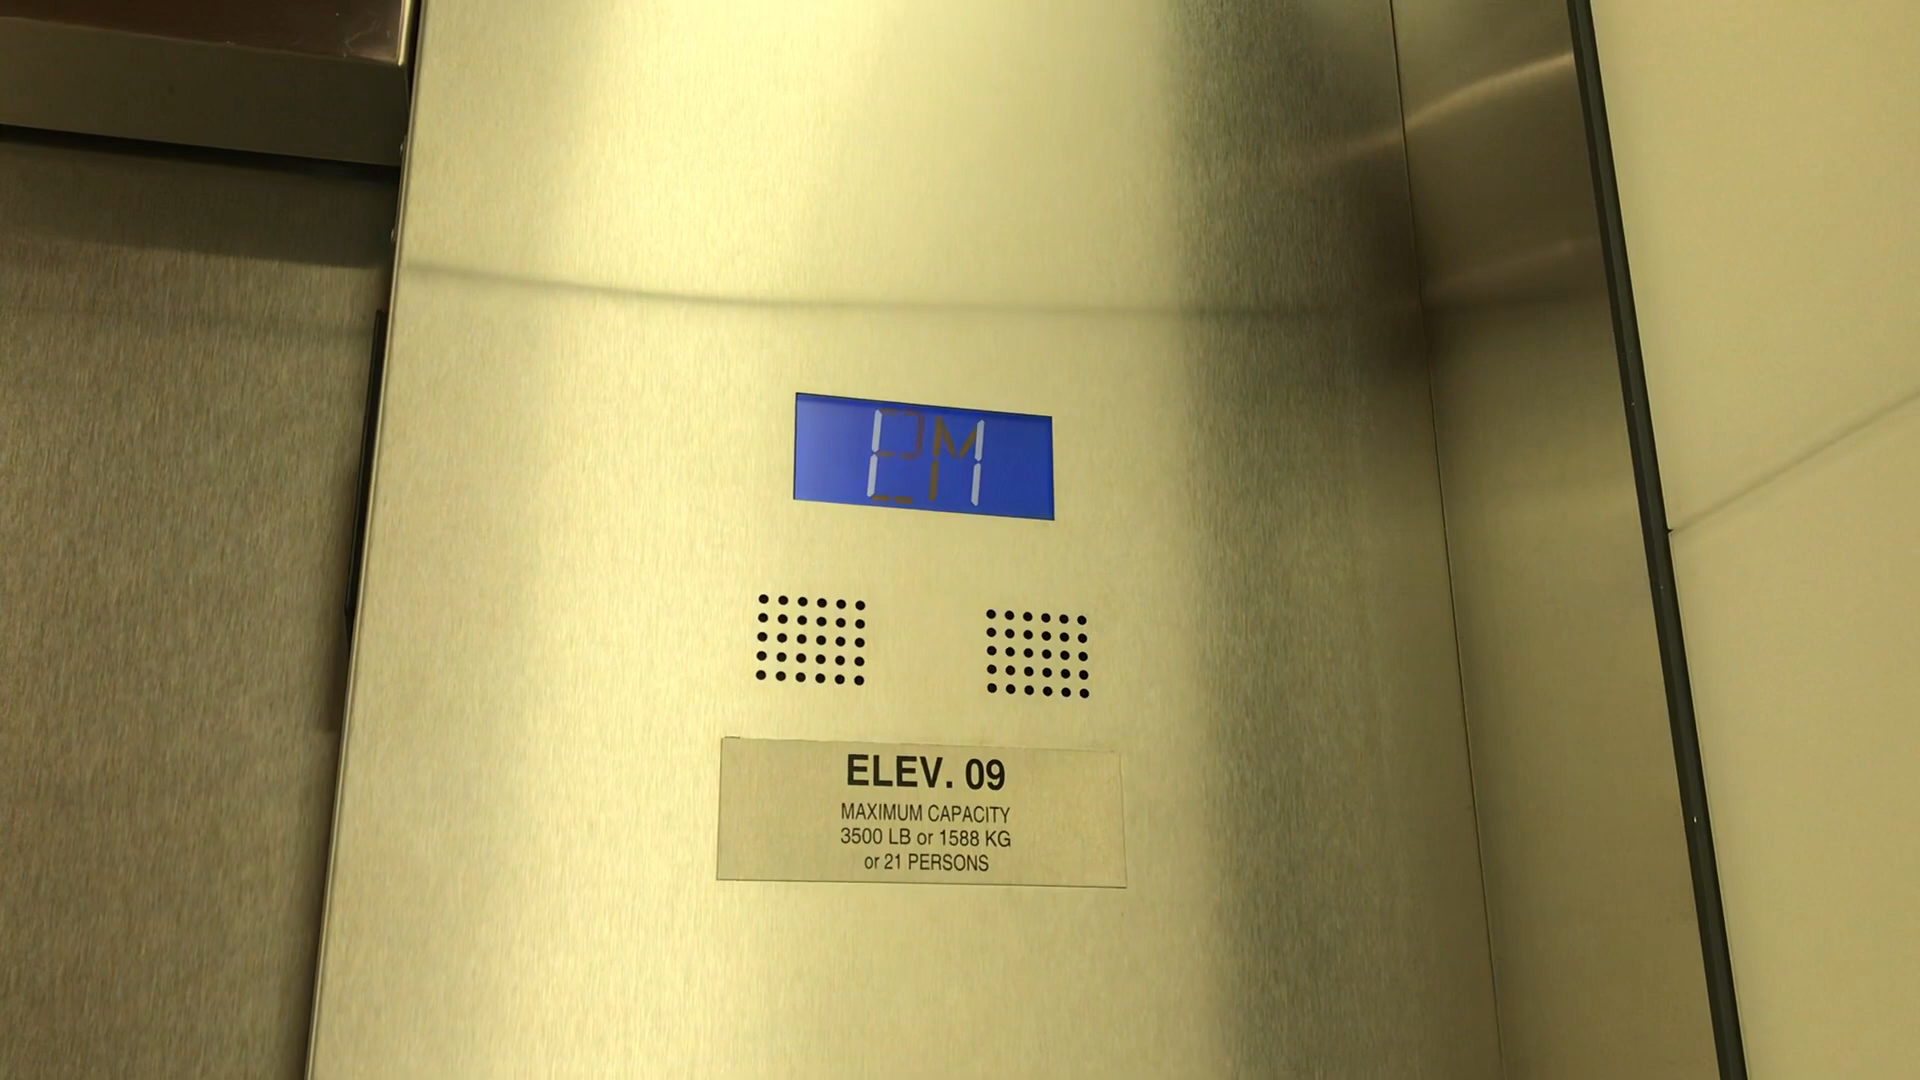 ELEV. 09
MAXIMUM CAPACITY
3500 LB or 1588 KG
or 21 PERSONS